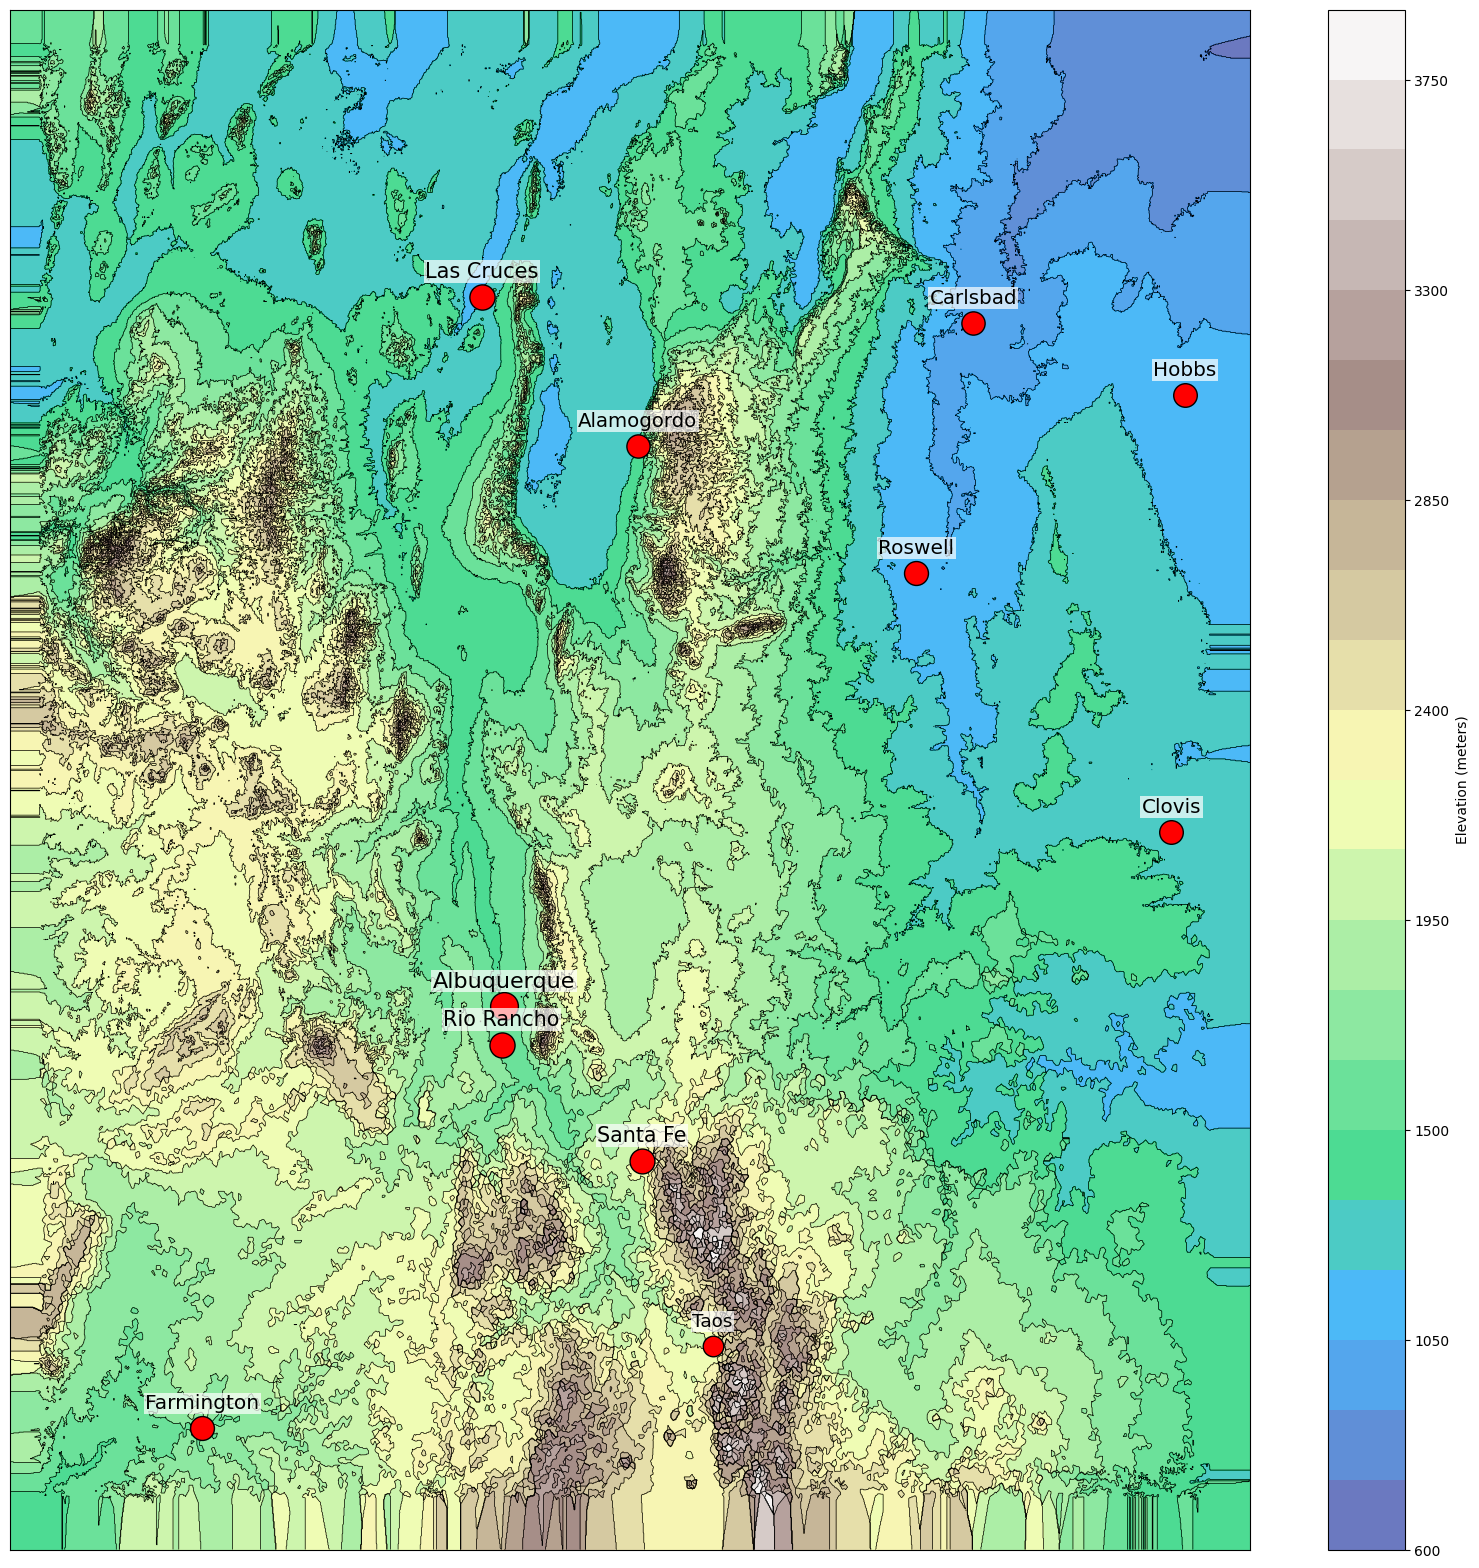 Las Cruces
Carlsbad
Hobbs
Alamogordo
Roswell
Clovis
Albuquerque
Rio Rancho
Santa Fe
Taos
Farmington
3750
3300
2850
2400
1950
1500
1050
600
Elevation (meters)